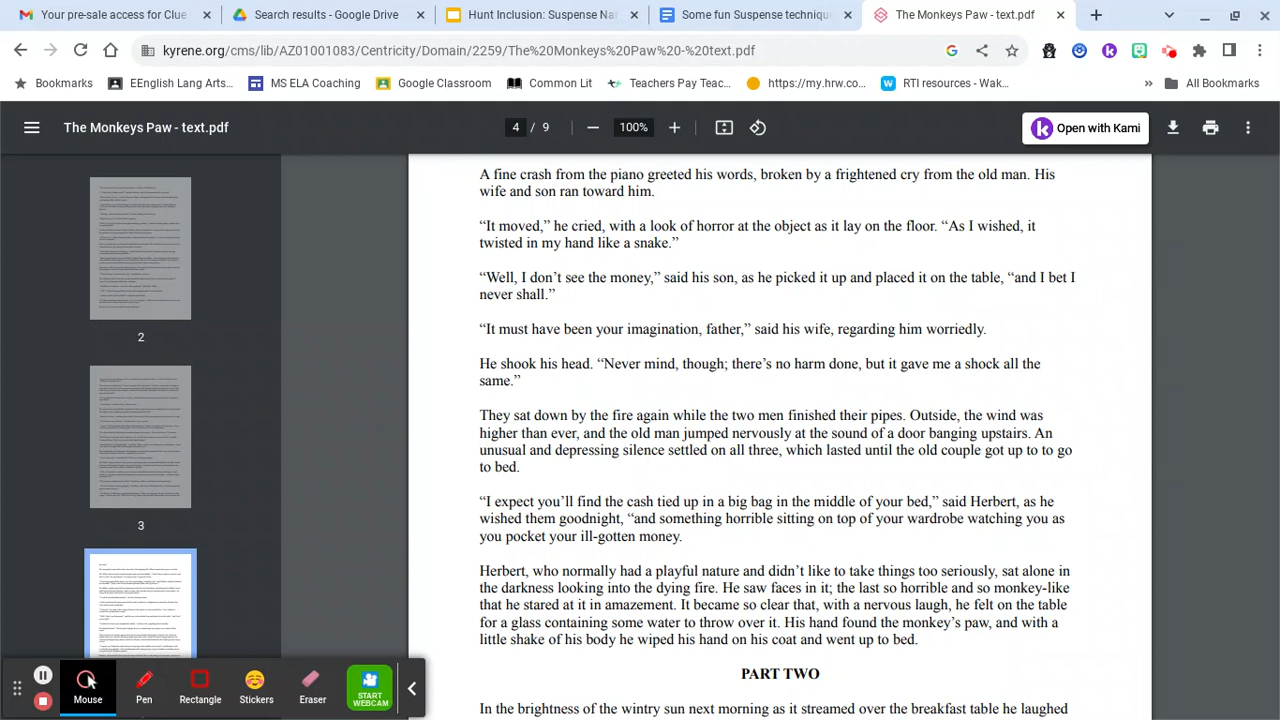 Your pre-sale access for Clue
Search results - Google Driv
Hunt Inclusion: Suspense Na
Some fun Suspense techniqu
The Monkeys Paw - text.pdf
kyrene.org/cms/lib/AZ01001083/Centricity/Domain/2259/The%20Monkeys%20Paw%20-%20text.pdf
Bookmarks
EEnglish Lang Arts...
MS ELA Coaching
Google Classroom
Common Lit
Teachers Pay Teac...
https://my.hrw.co...
RTI resources - Wak...
»
All Bookmarks
The Monkeys Paw - text.pdf
4 / 9
100%
Open with Kami
A fine crash from the piano greeted his words, broken by a frightened cry from the old man. His
wife and son ran toward him.
“It moved,” he cried, with a look of horror at the object as it lay on the floor. “As I wished, it
twisted in my hand like a snake.”
“Well, I don’t see the money,” said his son, as he picked it up and placed it on the table, “and I bet I
never shall.”
“It must have been your imagination, father,” said his wife, regarding him worriedly.
He shook his head. “Never mind, though; there’s no harm done, but it gave me a shock all the
same.”
They sat down by the fire again while the two men finished their pipes. Outside, the wind was
higher than ever, and the old man jumped nervously at the sound of a door banging upstairs. An
unusual and depressing silence settled on all three, which lasted until the old couple got up to to go
to bed.
“I expect you’ll find the cash tied up in a big bag in the middle of your bed,” said Herbert, as he
wished them goodnight, “and something horrible sitting on top of your wardrobe watching you as
you pocket your ill-gotten money.
Herbert, who normally had a playful nature and didn’t like to take things too seriously, sat alone in
the darkness looking into the dying fire. He saw faces in it; the last so horrible and so monkey-like
that he stared at it in amazement. It became so clear that, with a nervous laugh, he felt on the table
for a glass containing some water to throw over it. His hand found the monkey’s paw, and with a
little shake of his body he wiped his hand on his coat and went up to bed.
PART TWO
In the brightness of the wintry sun next morning as it streamed over the breakfast table he laughed
2
3
Mouse
Pen
Rectangle
Stickers
Eraser
START
WEBCAM